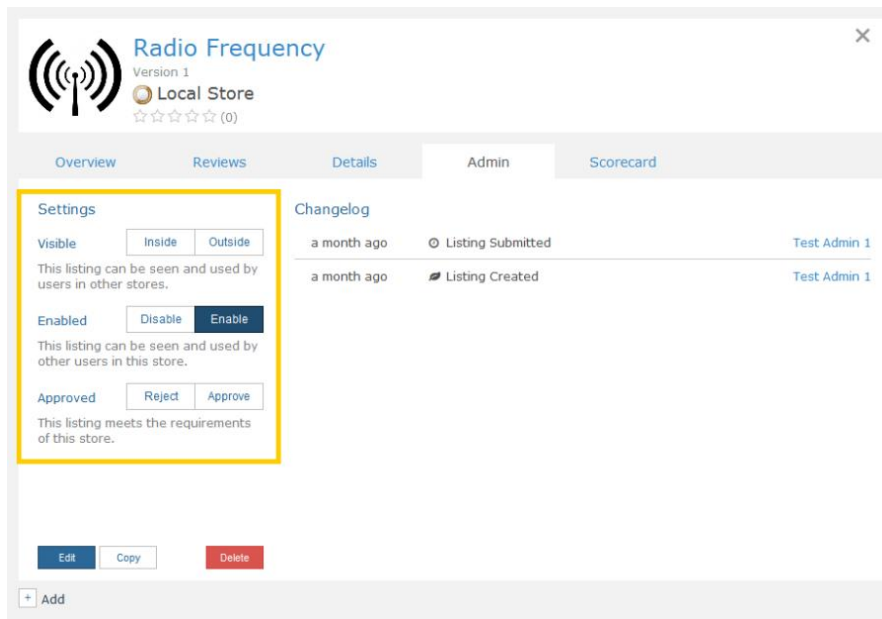 Radio Frequency
Version 1
Local Store
(0)
Overview Reviews Details Admin Scorecard
Settings
Visible Inside Outside
This listing can be seen and used by
users in other stores.
Enabled Disable Enable
This listing can be seen and used by
other users in this store.
Approved Reject Approve
This listing meets the requirements
of this store.
Edit Copy Delete
Changelog
a month ago Listing Submitted Test Admin 1
a month ago Listing Created Test Admin 1
+ Add